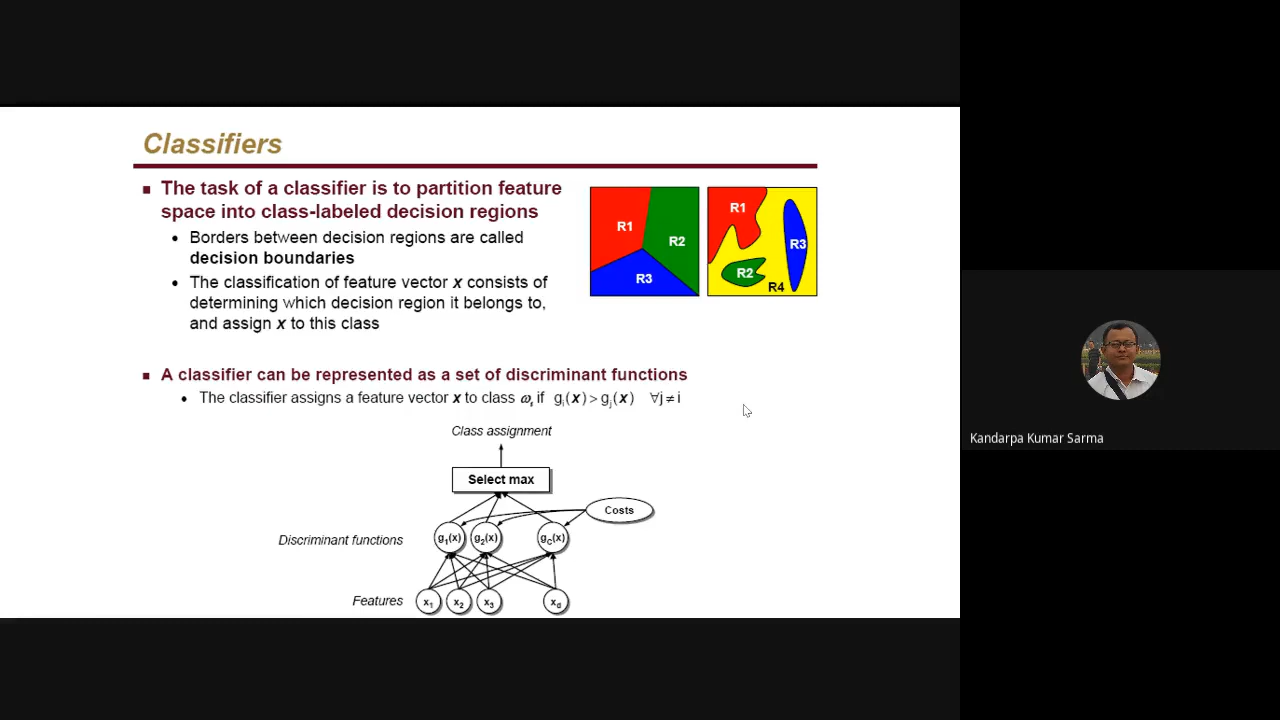 Classifiers
■ The task of a classifier is to partition feature
space into class-labeled decision regions
• Borders between decision regions are called
decision boundaries
• The classification of feature vector x consists of
determining which decision region it belongs to,
and assign x to this class
R1
R2
R3
R1
R2
R3
R4
■ A classifier can be represented as a set of discriminant functions
• The classifier assigns a feature vector x to class ωᵢ if gᵢ(x) > gⱼ(x) ∀j ≠ i
Class assignment
Select max
Costs
Discriminant functions
g₁(x) g₂(x) g_C(x)
Features
x₁ x₂ x₃ x_d
Kandarpa Kumar Sarma